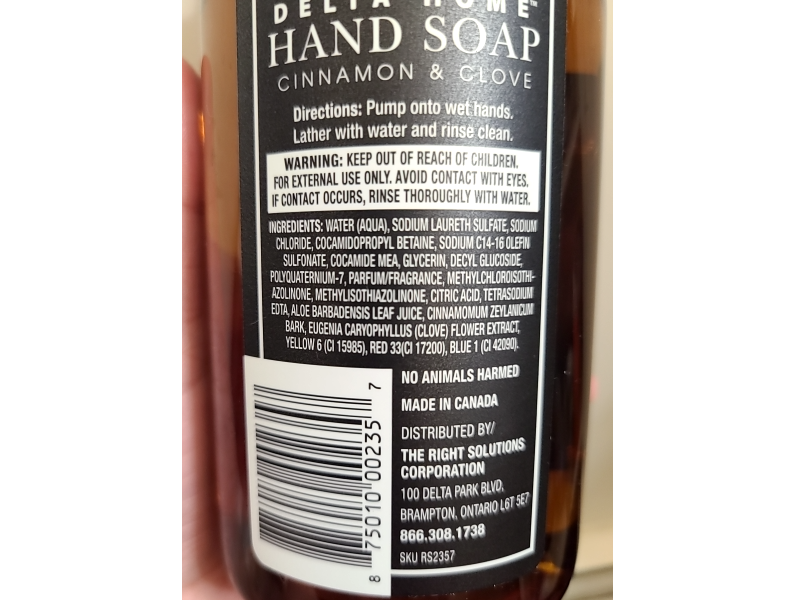 DELTA HOME™
HAND SOAP
CINNAMON & CLOVE
Directions: Pump onto wet hands.
Lather with water and rinse clean.
WARNING: KEEP OUT OF REACH OF CHILDREN.
FOR EXTERNAL USE ONLY. AVOID CONTACT WITH EYES.
IF CONTACT OCCURS, RINSE THOROUGHLY WITH WATER.
INGREDIENTS: WATER (AQUA), SODIUM LAURETH SULFATE, SODIUM
CHLORIDE, COCAMIDOPROPYL BETAINE, SODIUM C14-16 OLEFIN
SULFONATE, COCAMIDE MEA, GLYCERIN, DECYL GLUCOSIDE,
POLYQUATERNIUM-7, PARFUM/FRAGRANCE, METHYLCHLOROISOTHI-
AZOLINONE, METHYLISOTHIAZOLINONE, CITRIC ACID, TETRASODIUM
EDTA, ALOE BARBADENSIS LEAF JUICE, CINNAMOMUM ZEYLANICUM
BARK, EUGENIA CARYOPHYLLUS (CLOVE) FLOWER EXTRACT,
YELLOW 6 (CI 15985), RED 33(CI 17200), BLUE 1 (CI 42090).
NO ANIMALS HARMED
MADE IN CANADA
DISTRIBUTED BY/
THE RIGHT SOLUTIONS
CORPORATION
100 DELTA PARK BLVD,
BRAMPTON, ONTARIO L6T 5E7
866.308.1738
SKU RS2357
8 75010 00235 7